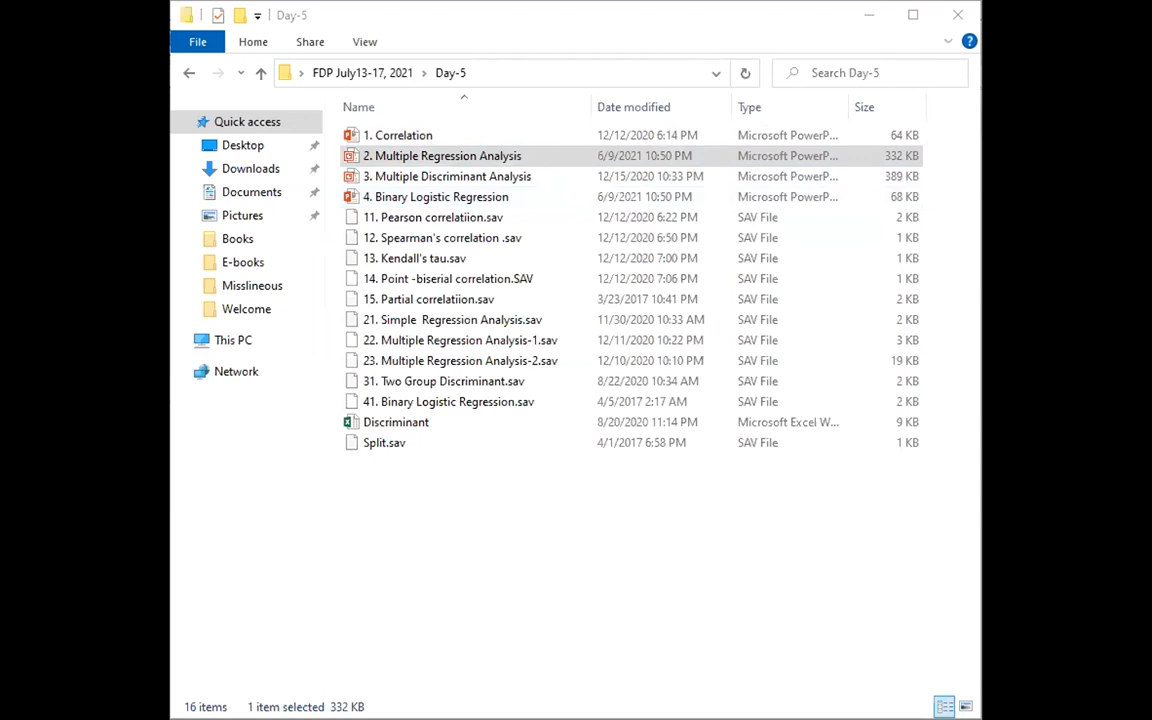 Day-5
File Home Share View
FDP July13-17, 2021 Day-5 Search Day-5
Name Date modified Type Size
Quick access
Desktop
Downloads
Documents
Pictures
Books
E-books
Misslineous
Welcome
This PC
Network
1. Correlation 12/12/2020 6:14 PM Microsoft PowerP... 64 KB
2. Multiple Regression Analysis 6/9/2021 10:50 PM Microsoft PowerP... 332 KB
3. Multiple Discriminant Analysis 12/15/2020 10:33 PM Microsoft PowerP... 389 KB
4. Binary Logistic Regression 6/9/2021 10:50 PM Microsoft PowerP... 68 KB
11. Pearson correlatiion.sav 12/12/2020 6:22 PM SAV File 2 KB
12. Spearman's correlation .sav 12/12/2020 6:50 PM SAV File 1 KB
13. Kendall's tau.sav 12/12/2020 7:00 PM SAV File 1 KB
14. Point -biserial correlation.SAV 12/12/2020 7:06 PM SAV File 1 KB
15. Partial correlatiion.sav 3/23/2017 10:41 PM SAV File 2 KB
21. Simple  Regression Analysis.sav 11/30/2020 10:33 AM SAV File 2 KB
22. Multiple Regression Analysis-1.sav 12/11/2020 10:22 PM SAV File 3 KB
23. Multiple Regression Analysis-2.sav 12/10/2020 10:10 PM SAV File 19 KB
31. Two Group Discriminant.sav 8/22/2020 10:34 AM SAV File 2 KB
41. Binary Logistic Regression.sav 4/5/2017 2:17 AM SAV File 2 KB
Discriminant 8/20/2020 11:14 PM Microsoft Excel W... 9 KB
Split.sav 4/1/2017 6:58 PM SAV File 1 KB
16 items 1 item selected 332 KB